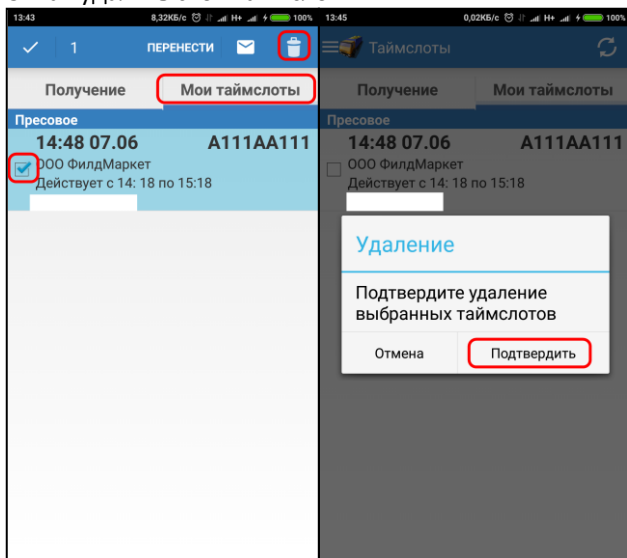 13:43 8,32КБ/с H+ 100%
1 ПЕРЕНЕСТИ
Получение Мои таймслоты
Пресовое
14:48 07.06 А111АА111
ООО ФилдМаркет
Действует с 14: 18 по 15:18
13:45 0,02КБ/с H+ 100%
Таймслоты
Получение Мои таймслоты
Пресовое
14:48 07.06 А111АА111
ООО ФилдМаркет
Действует с 14: 18 по 15:18
Удаление
Подтвердите удаление
выбранных таймслотов
Отмена Подтвердить